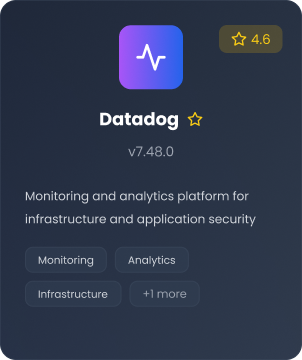 4.6
Datadog
v7.48.0
Monitoring and analytics platform for
infrastructure and application security
Monitoring
Analytics
Infrastructure
+1 more